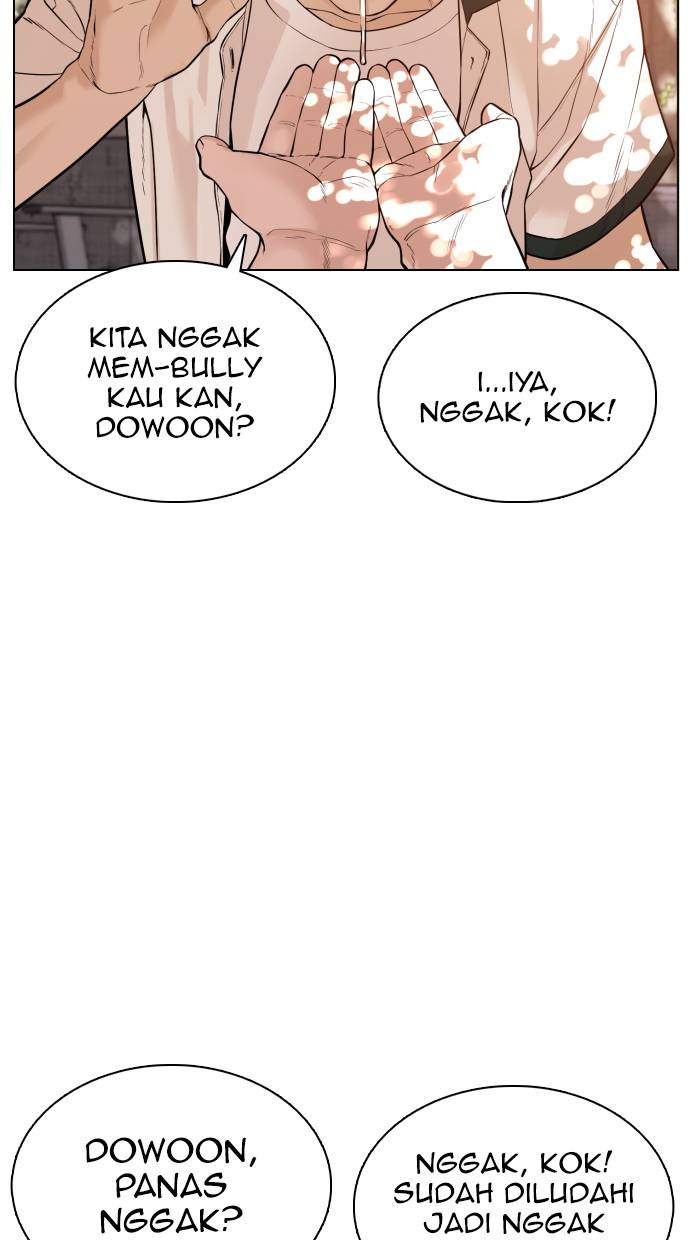 KITA NGGAK
MEM-BULLY
KAU KAN,
DOWOON?
I...IYA,
NGGAK, KOK!
DOWOON,
PANAS
NGGAK?
NGGAK, KOK!
SUDAH DILUDAHI
JADI NGGAK